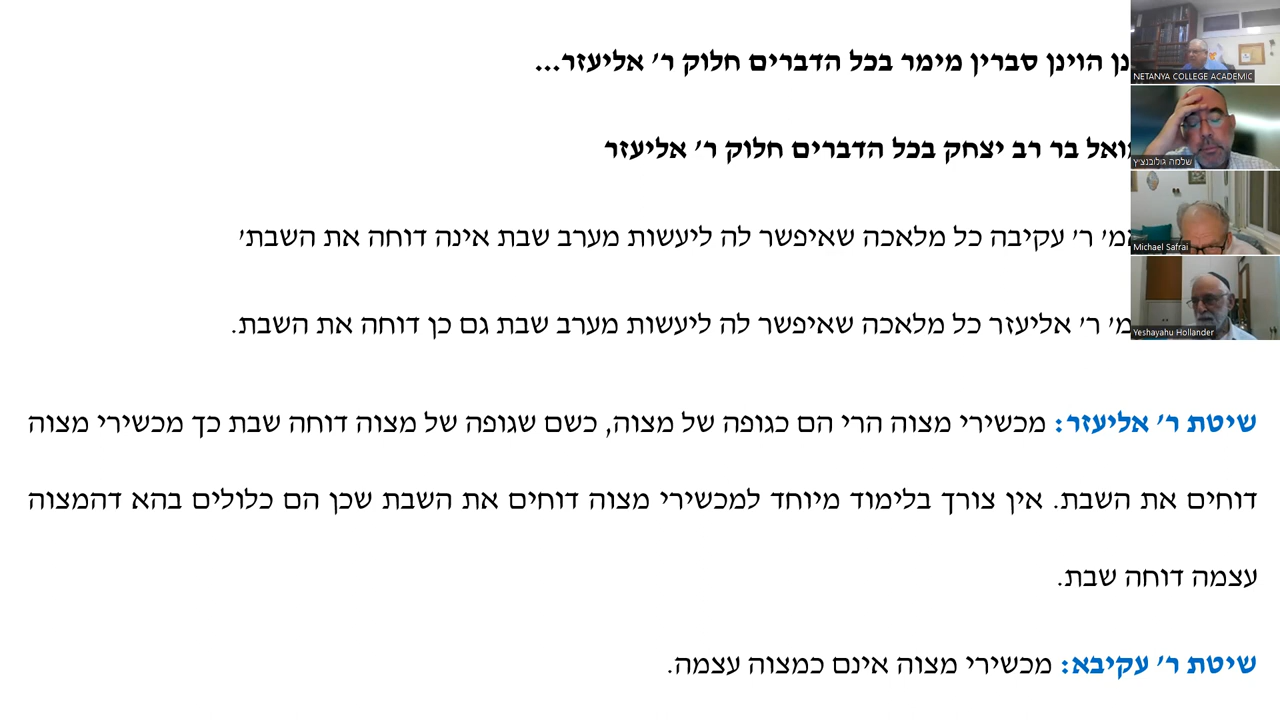 הוינן סברין מימר בכל הדברים חלוק ר׳ אליעזר...
בר רב יצחק בכל הדברים חלוק ר׳ אליעזר
ר׳ עקיבה כל מלאכה שאיפשר לה ליעשות מערב שבת אינה דוחה את השבת׳
ר׳ אליעזר כל מלאכה שאיפשר לה ליעשות מערב שבת גם כן דוחה את השבת.
שיטת ר׳ אליעזר: מכשירי מצוה הרי הם כגופה של מצוה, כשם שגופה של מצוה דוחה שבת כך מכשירי מצוה
דוחים את השבת. אין צורך בלימוד מיוחד למכשירי מצוה דוחים את השבת שכן הם כלולים בהא דהמצוה
עצמה דוחה שבת.
שיטת ר׳ עקיבא: מכשירי מצוה אינם כמצוה עצמה.
NETANYA COLLEGE ACADEMIC
שלמה גולובנציץ
Michael Safrai
Yeshayahu Hollander